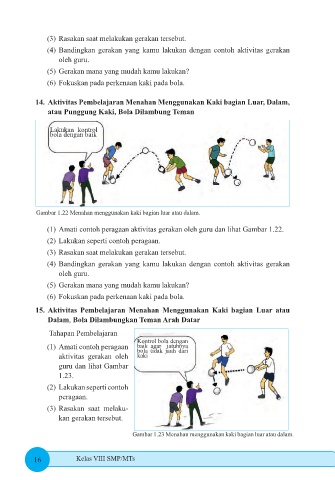 (3) Rasakan saat melakukan gerakan tersebut.
(4) Bandingkan gerakan yang kamu lakukan dengan contoh aktivitas gerakan
oleh guru.
(5) Gerakan mana yang mudah kamu lakukan?
(6) Fokuskan pada perkenaan kaki pada bola.
14. Aktivitas Pembelajaran Menahan Menggunakan Kaki bagian Luar, Dalam,
atau Punggung Kaki, Bola Dilambung Teman
Lakukan kontrol
bola dengan baik
Gambar 1.22 Menahan menggunakan kaki bagian luar atau dalam.
(1) Amati contoh peragaan aktivitas gerakan oleh guru dan lihat Gambar 1.22.
(2) Lakukan seperti contoh peragaan.
(3) Rasakan saat melakukan gerakan tersebut.
(4) Bandingkan gerakan yang kamu lakukan dengan contoh aktivitas gerakan
oleh guru.
(5) Gerakan mana yang mudah kamu lakukan?
(6) Fokuskan pada perkenaan kaki pada bola.
15. Aktivitas Pembelajaran Menahan Menggunakan Kaki bagian Luar atau
Dalam, Bola Dilambungkan Teman Arah Datar
Tahapan Pembelajaran
(1) Amati contoh peragaan
aktivitas gerakan oleh
guru dan lihat Gambar
1.23.
(2) Lakukan seperti contoh
peragaan.
(3) Rasakan saat melaku-
kan gerakan tersebut.
Kontrol bola dengan
baik agar jatuhnya
bola tidak jauh dari
kaki
Gambar 1.23 Menahan menggunakan kaki bagian luar atau dalam.
16
Kelas VIII SMP/MTs